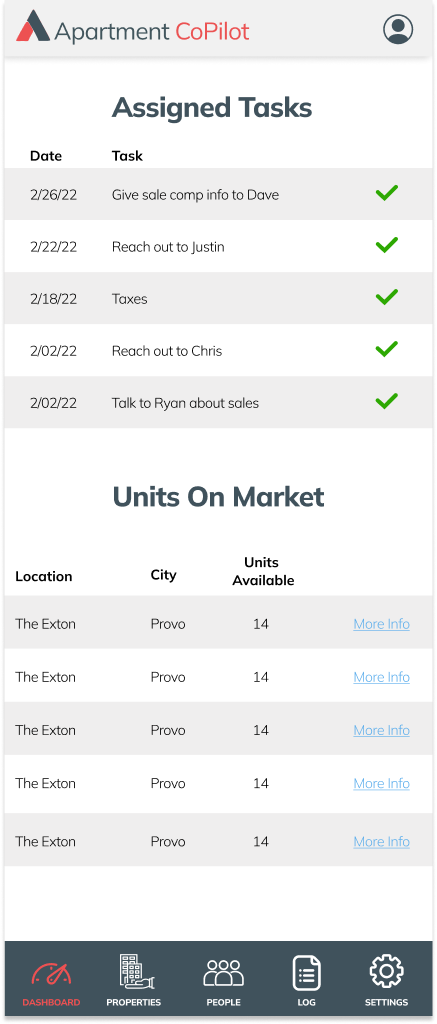 Apartment CoPilot
Assigned Tasks
Date Task
2/26/22 Give sale comp info to Dave
2/22/22 Reach out to Justin
2/18/22 Taxes
2/02/22 Reach out to Chris
2/02/22 Talk to Ryan about sales
Units On Market
Location City Units Available
The Exton Provo 14 More Info
The Exton Provo 14 More Info
The Exton Provo 14 More Info
The Exton Provo 14 More Info
The Exton Provo 14 More Info
DASHBOARD PROPERTIES PEOPLE LOG SETTINGS